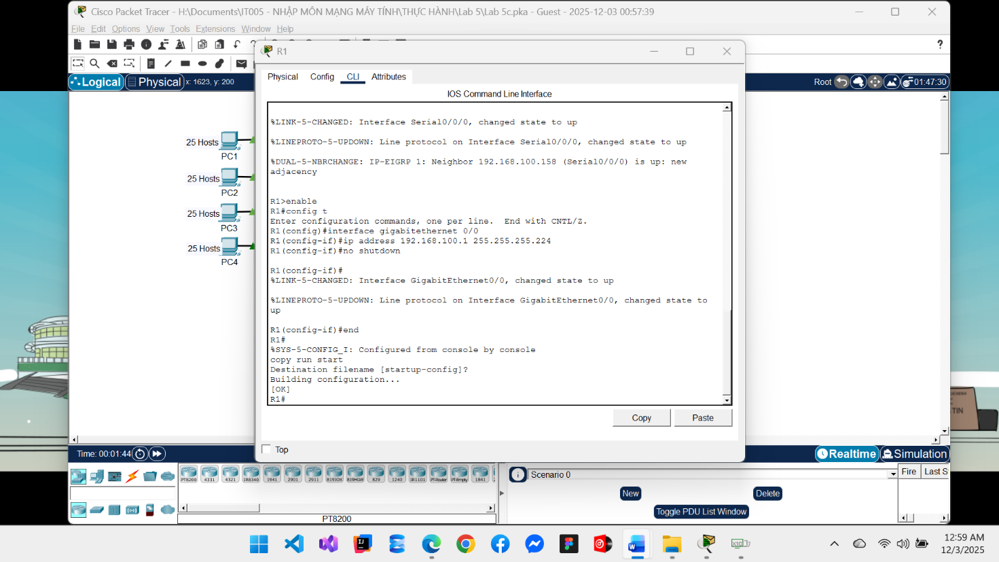 Cisco Packet Tracer - H:\Documents\IT005 - NHẬP MÔN MẠNG MÁY TÍNH\THỰC HÀNH\Lab 5\Lab 5c.pka - Guest - 2025-12-03 00:57:39
File Edit Options View Tools Extensions Window Help
R1
Logical Physical x: 1623, y: 200
Root 01:47:30
Physical Config CLI Attributes
IOS Command Line Interface
%LINK-5-CHANGED: Interface Serial0/0/0, changed state to up
%LINEPROTO-5-UPDOWN: Line protocol on Interface Serial0/0/0, changed state to up
%DUAL-5-NBRCHANGE: IP-EIGRP 1: Neighbor 192.168.100.158 (Serial0/0/0) is up: new
adjacency
R1>enable
R1#config t
Enter configuration commands, one per line.  End with CNTL/Z.
R1(config)#interface gigabitethernet 0/0
R1(config-if)#ip address 192.168.100.1 255.255.255.224
R1(config-if)#no shutdown
R1(config-if)#
%LINK-5-CHANGED: Interface GigabitEthernet0/0, changed state to up
%LINEPROTO-5-UPDOWN: Line protocol on Interface GigabitEthernet0/0, changed state to
up
R1(config-if)#end
R1#
%SYS-5-CONFIG_I: Configured from console by console
copy run start
Destination filename [startup-config]?
Building configuration...
[OK]
R1#
Copy Paste
Top
25 Hosts
PC1
25 Hosts
PC2
25 Hosts
PC3
25 Hosts
PC4
TIN
Time: 00:01:44
Realtime Simulation
PT8200 4331 4321 IR8340 1941 2901 2911 819IOX 819HGW 829 1240 IR1101 PT-Router PT-Empty 1841
PT8200
Scenario 0
New Delete
Toggle PDU List Window
Fire Last S
12:59 AM
12/3/2025